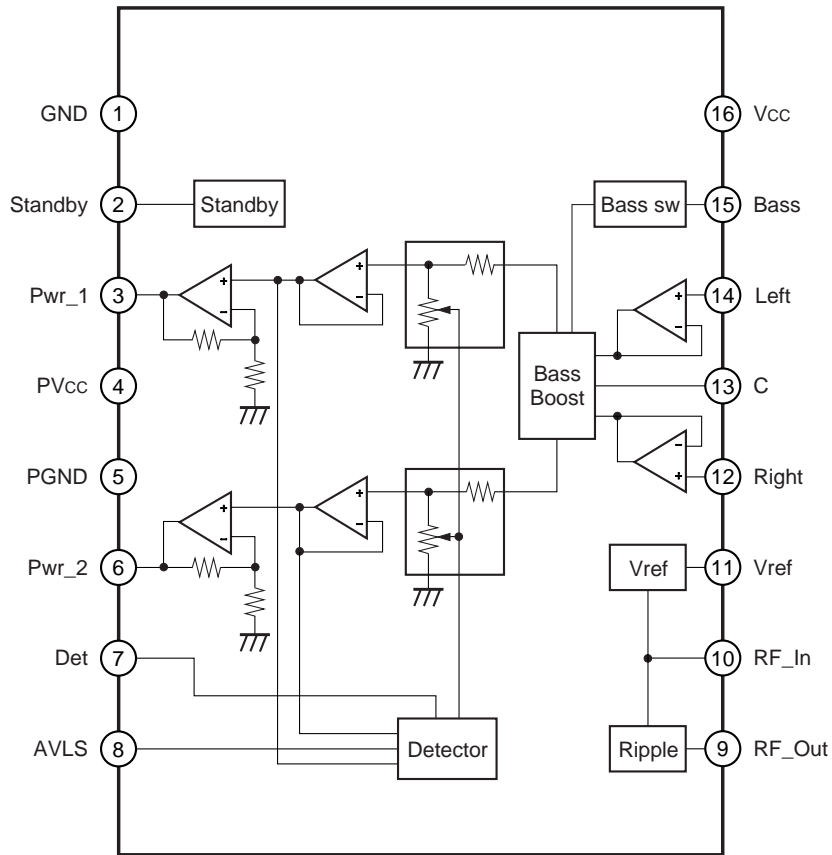 GND 1
16 Vcc
Standby 2 Standby
Bass sw 15 Bass
Pwr_1 3
+
−
+
−
14 Left
+
−
PVcc 4
Bass
Boost
13 C
PGND 5
−
+
12 Right
Pwr_2 6
+
−
+
−
Vref 11 Vref
Det 7
10 RF_In
AVLS 8
Detector
Ripple 9 RF_Out